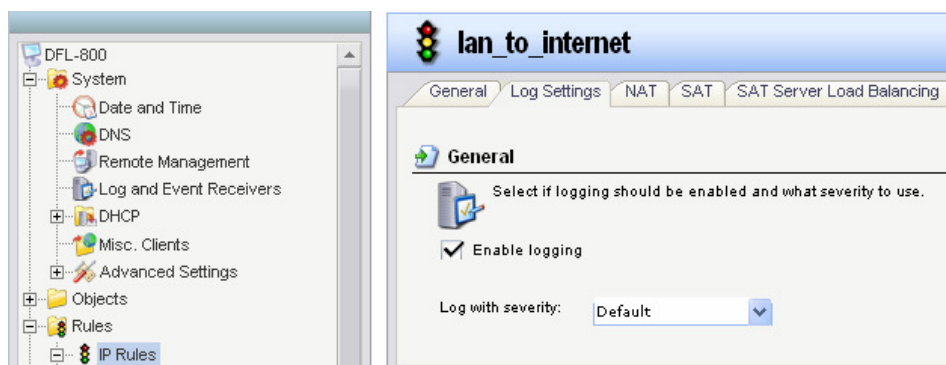 DFL-800
System
Date and Time
DNS
Remote Management
Log and Event Receivers
DHCP
Misc. Clients
Advanced Settings
Objects
Rules
IP Rules
lan_to_internet
General
Log Settings
NAT
SAT
SAT Server Load Balancing
General
Select if logging should be enabled and what severity to use.
Enable logging
Log with severity: Default